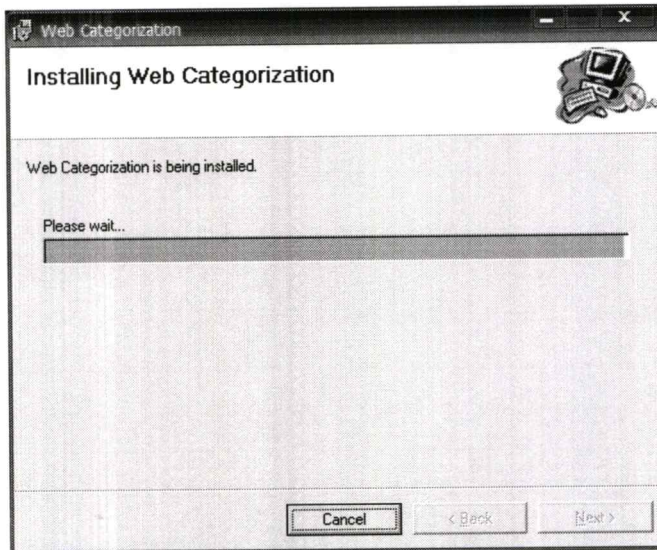 Web Categorization
Installing Web Categorization
Web Categorization is being installed.
Please wait...
Cancel
< Back
Next >